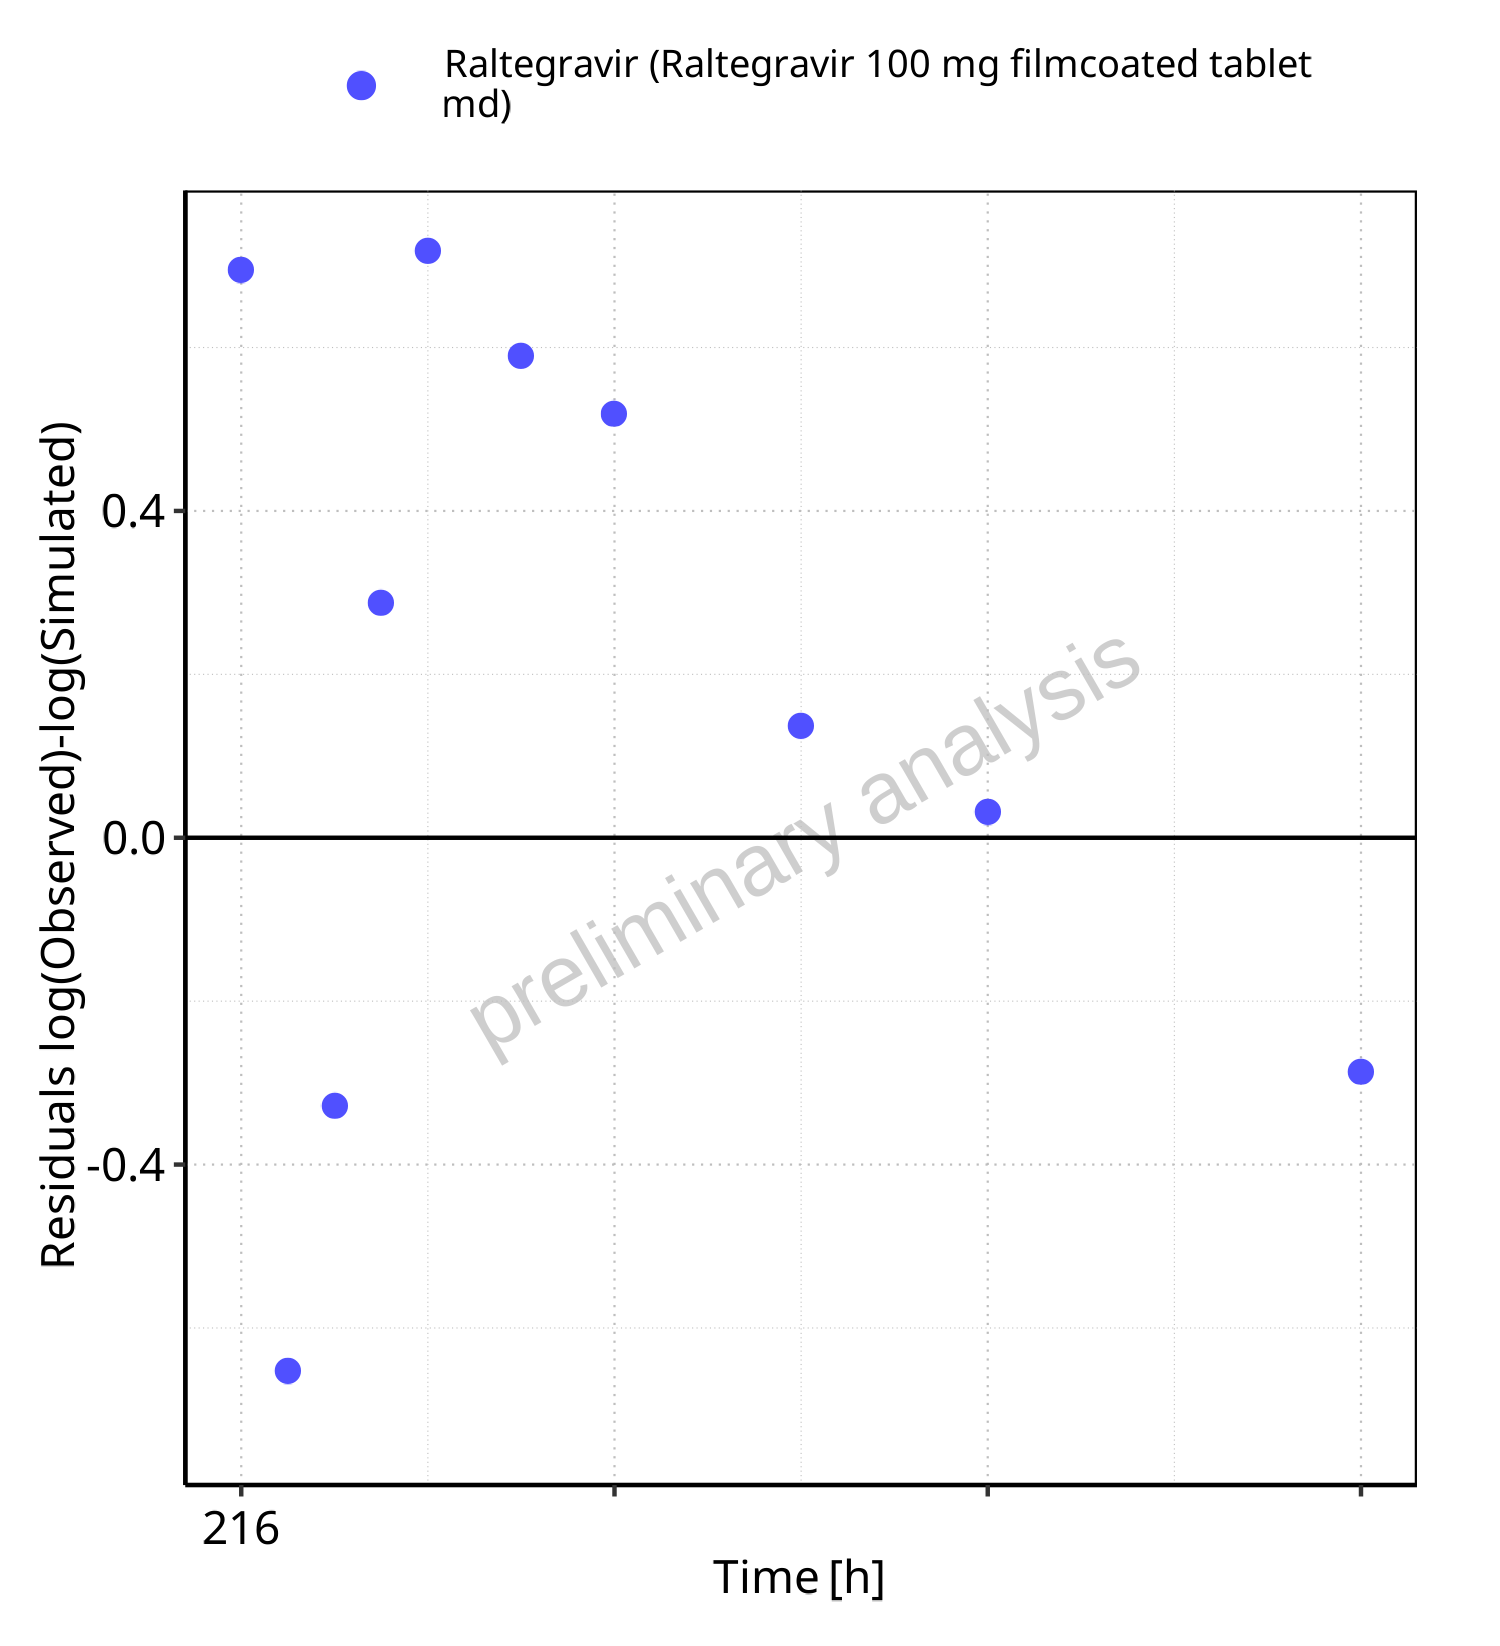 Raltegravir (Raltegravir 100 mg filmcoated tablet
md)
Residuals log(Observed)-log(Simulated)
0.4
0.0
-0.4
preliminary analysis
216
Time [h]